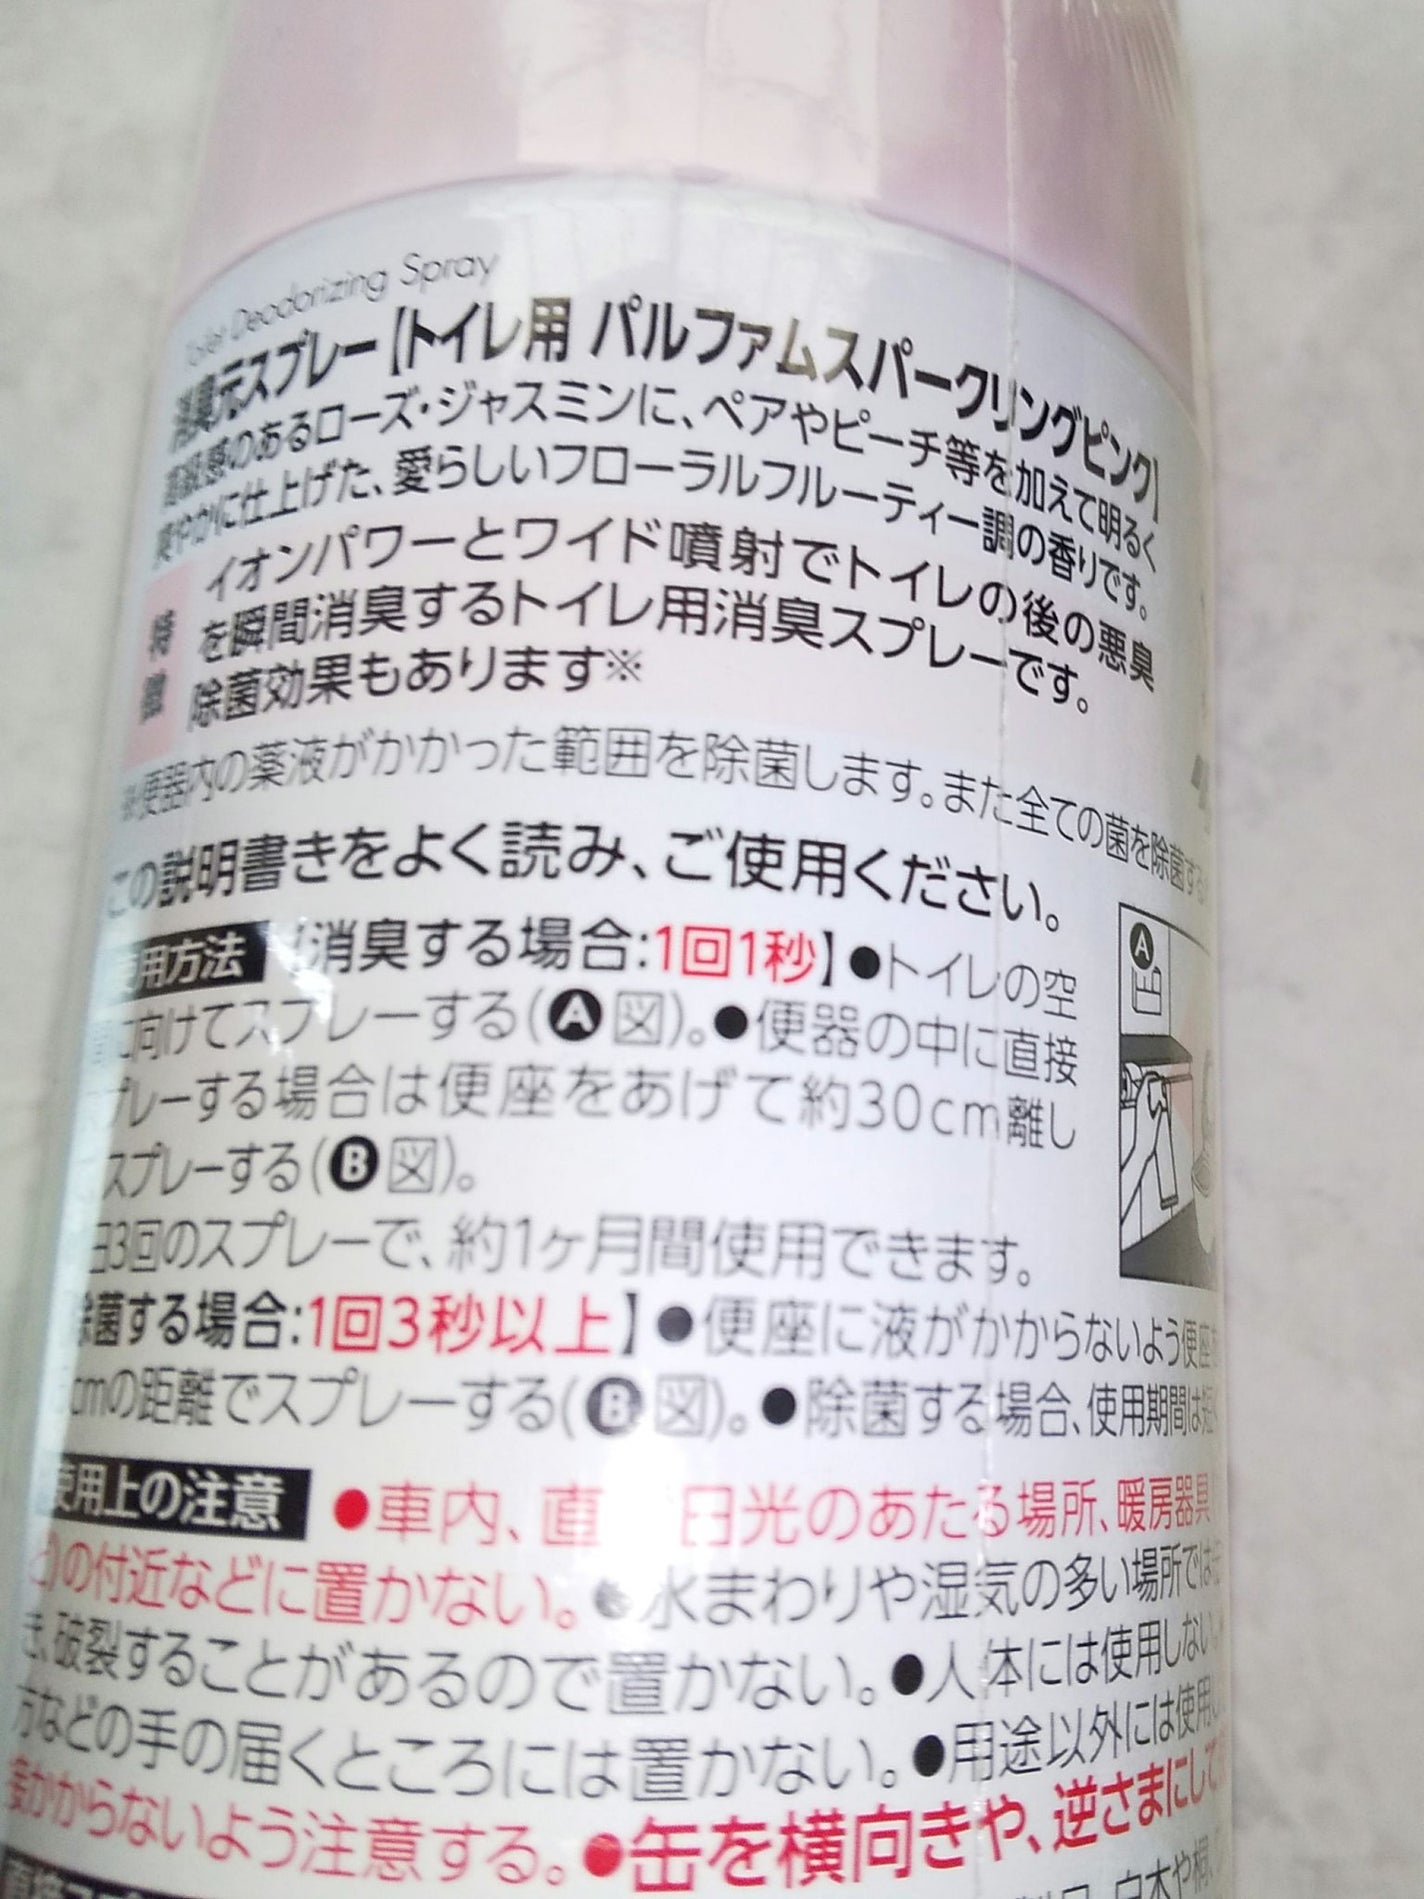 Toilet Deodorizing Spray
消臭元スプレー【トイレ用 パルファムスパークリングピンク】
高級感のあるローズ・ジャスミンに、ペアやピーチ等を加えて明るく
爽やかに仕上げた、愛らしいフローラルフルーティー調の香りです。
特徴
イオンパワーとワイド噴射でトイレの後の悪臭
を瞬間消臭するトイレ用消臭スプレーです。
除菌効果もあります※
※便器内の薬液がかかった範囲を除菌します。また全ての菌を除菌する
この説明書きをよく読み、ご使用ください。
使用方法 【消臭する場合:1回1秒】●トイレの空
間に向けてスプレーする(A図)。●便器の中に直接
スプレーする場合は便座をあげて約30cm離し
スプレーする(B図)。
日3回のスプレーで、約1ヶ月間使用できます。
除菌する場合:1回3秒以上】●便座に液がかからないよう便座
cmの距離でスプレーする(B図)。●除菌する場合、使用期間は短
A
使用上の注意 ●車内、直 日光のあたる場所、暖房器具
の付近などに置かない。●水まわりや湿気の多い場所では
き、破裂することがあるので置かない。●人体には使用しない
方などの手の届くところには置かない。●用途以外には使用
接かからないよう注意する。●缶を横向きや、逆さまにして
白木や桐